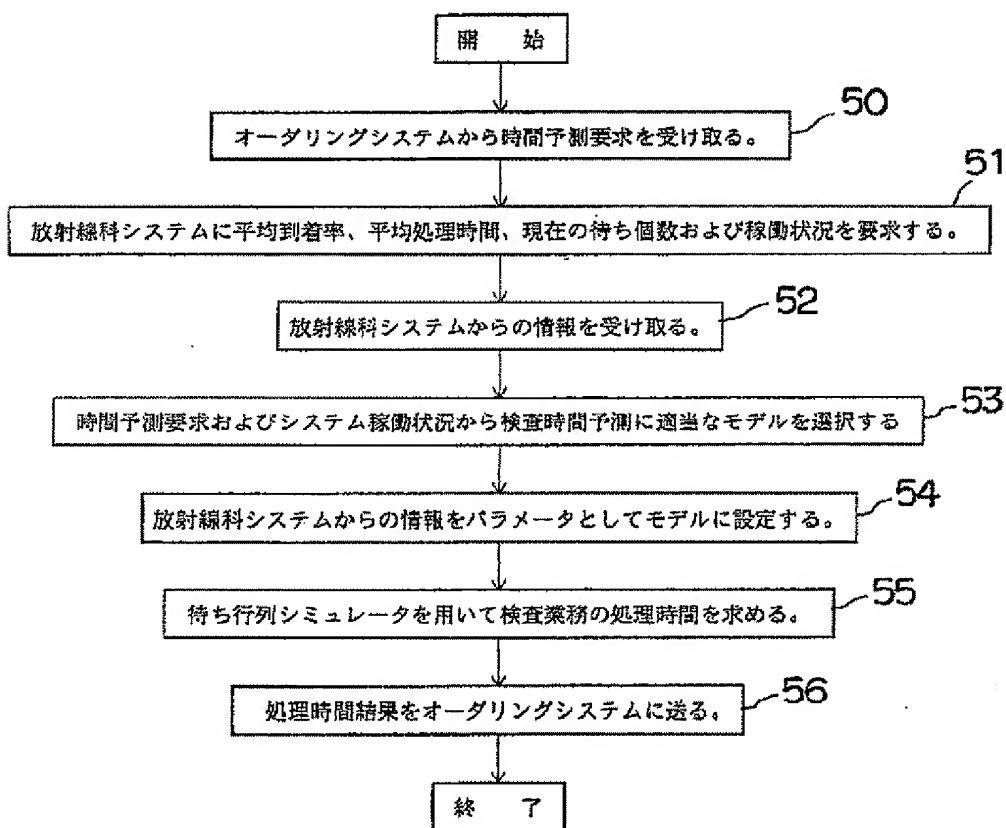 開 始
50
オーダリングシステムから時間予測要求を受け取る。
51
放射線科システムに平均到着率、平均処理時間、現在の待ち個数および稼働状況を要求する。
52
放射線科システムからの情報を受け取る。
53
時間予測要求およびシステム稼働状況から検査時間予測に適当なモデルを選択する
54
放射線科システムからの情報をパラメータとしてモデルに設定する。
55
待ち行列シミュレータを用いて検査業務の処理時間を求める。
56
処理時間結果をオーダリングシステムに送る。
終 了